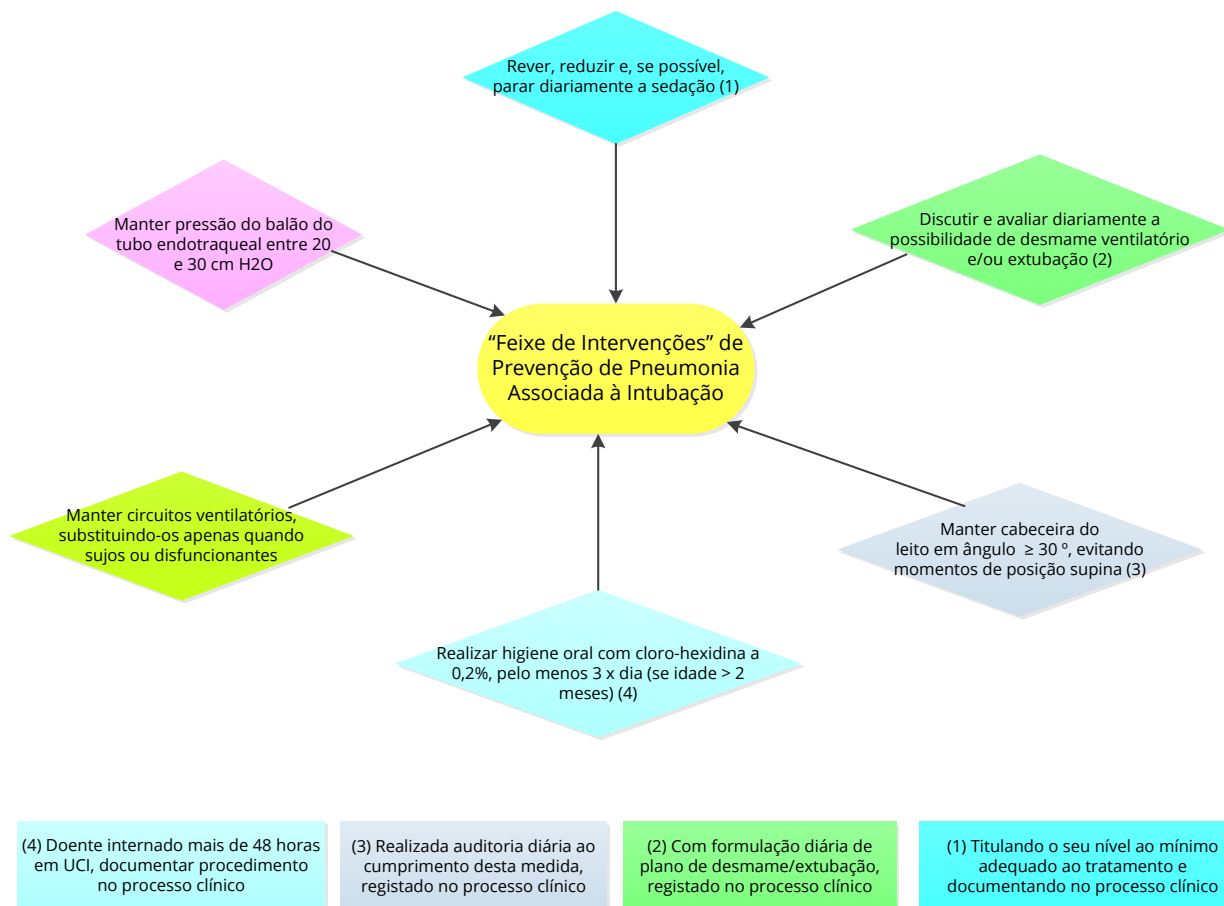 Rever, reduzir e, se possível,
parar diariamente a sedação (1)
Manter pressão do balão do
tubo endotraqueal entre 20
e 30 cm H2O
Discutir e avaliar diariamente a
possibilidade de desmame ventilatório
e/ou extubação (2)
“Feixe de Intervenções” de
Prevenção de Pneumonia
Associada à Intubação
Manter circuitos ventilatórios,
substituindo-os apenas quando
sujos ou disfuncionantes
Manter cabeceira do
leito em ângulo ≥ 30 º, evitando
momentos de posição supina (3)
Realizar higiene oral com cloro-hexidina a
0,2%, pelo menos 3 x dia (se idade > 2
meses) (4)
(4) Doente internado mais de 48 horas
em UCI, documentar procedimento
no processo clínico
(3) Realizada auditoria diária ao
cumprimento desta medida,
registado no processo clínico
(2) Com formulação diária de
plano de desmame/extubação,
registado no processo clínico
(1) Titulando o seu nível ao mínimo
adequado ao tratamento e
documentando no processo clínico